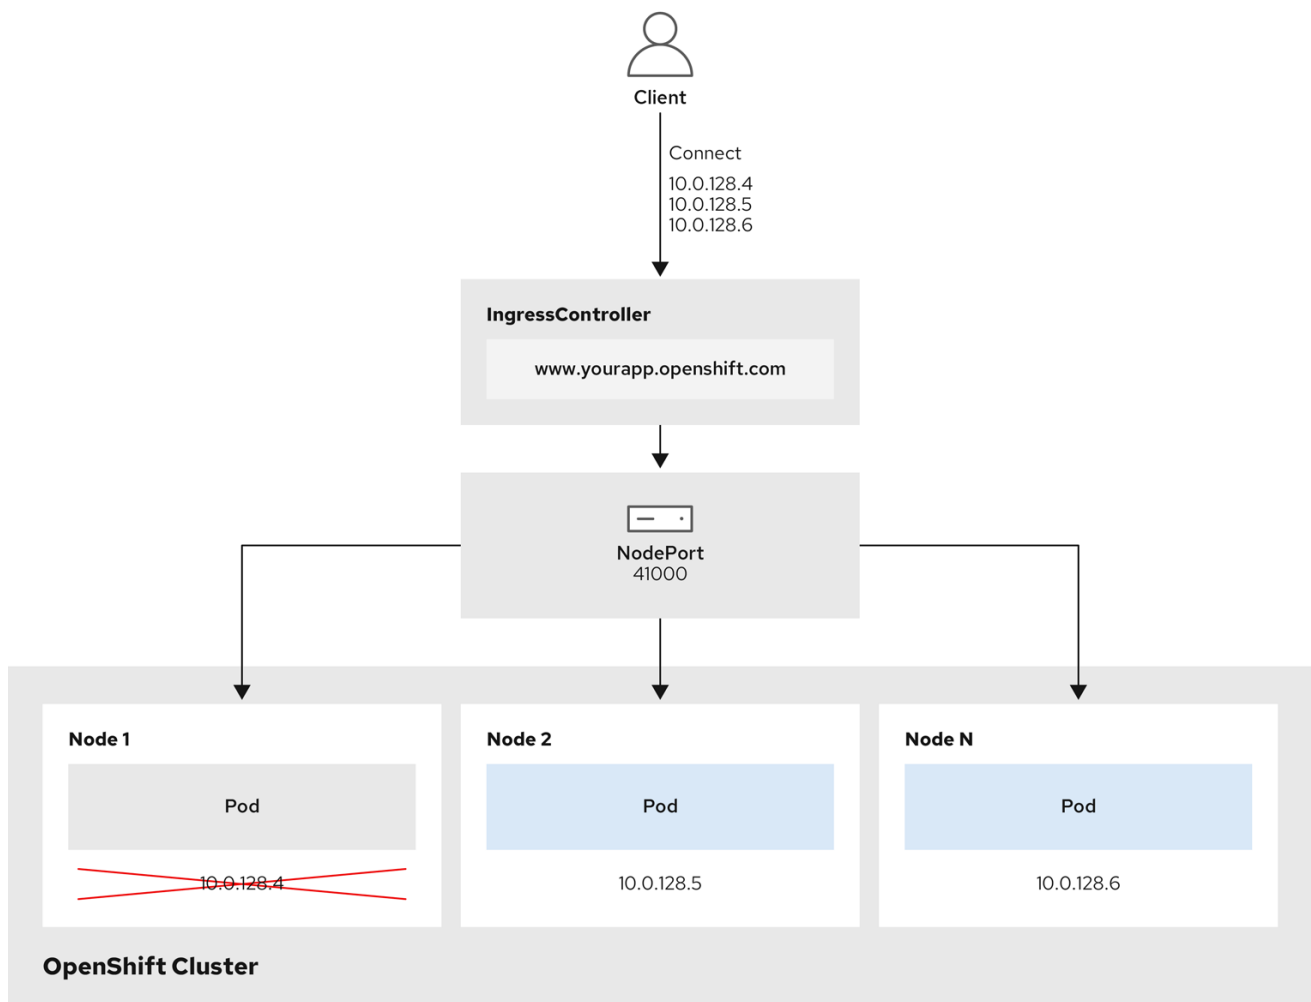 Client
Connect
10.0.128.4
10.0.128.5
10.0.128.6
IngressController
www.yourapp.openshift.com
NodePort
41000
Node 1
Pod
10.0.128.4
Node 2
Pod
10.0.128.5
Node N
Pod
10.0.128.6
OpenShift Cluster